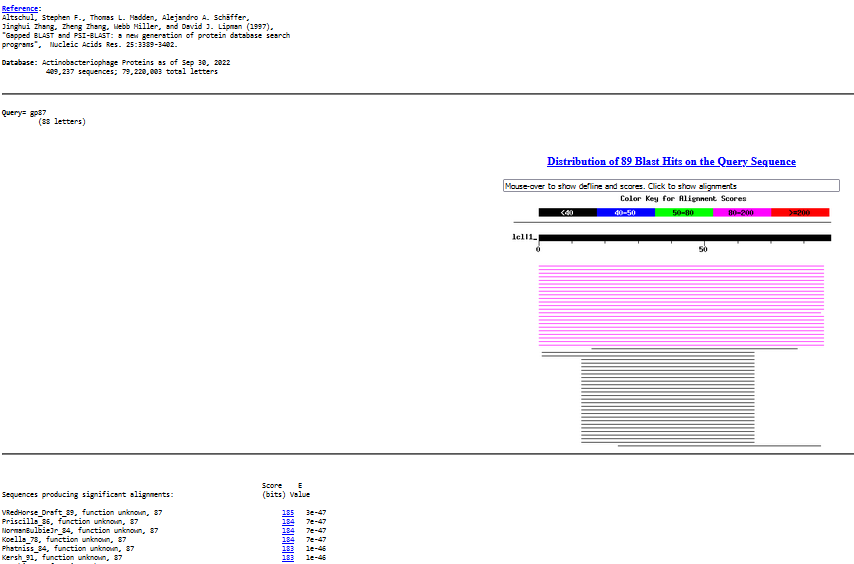 Reference:
Altschul, Stephen F., Thomas L. Madden, Alejandro A. Schäffer,
Jinghui Zhang, Zheng Zhang, Webb Miller, and David J. Lipman (1997),
"Gapped BLAST and PSI-BLAST: a new generation of protein database search
programs", Nucleic Acids Res. 25:3389-3402.
Database: Actinobacteriophage Proteins as of Sep 30, 2022
409,237 sequences; 79,220,003 total letters
Query= gp87
(88 letters)
Distribution of 89 Blast Hits on the Query Sequence
Mouse-over to show defline and scores. Click to show alignments
Color Key for Alignment Scores
<40 40-50 50-80 80-200 >=200
lcl|1_
0 50
Score E
Sequences producing significant alignments: (bits) Value
VRedHorse_Draft_89, function unknown, 87 185 3e-47
Priscilla_86, function unknown, 87 184 7e-47
NormanBulbieJr_84, function unknown, 87 184 7e-47
Koella_78, function unknown, 87 184 7e-47
Phatniss_84, function unknown, 87 183 1e-46
Kersh_91, function unknown, 87 183 1e-46